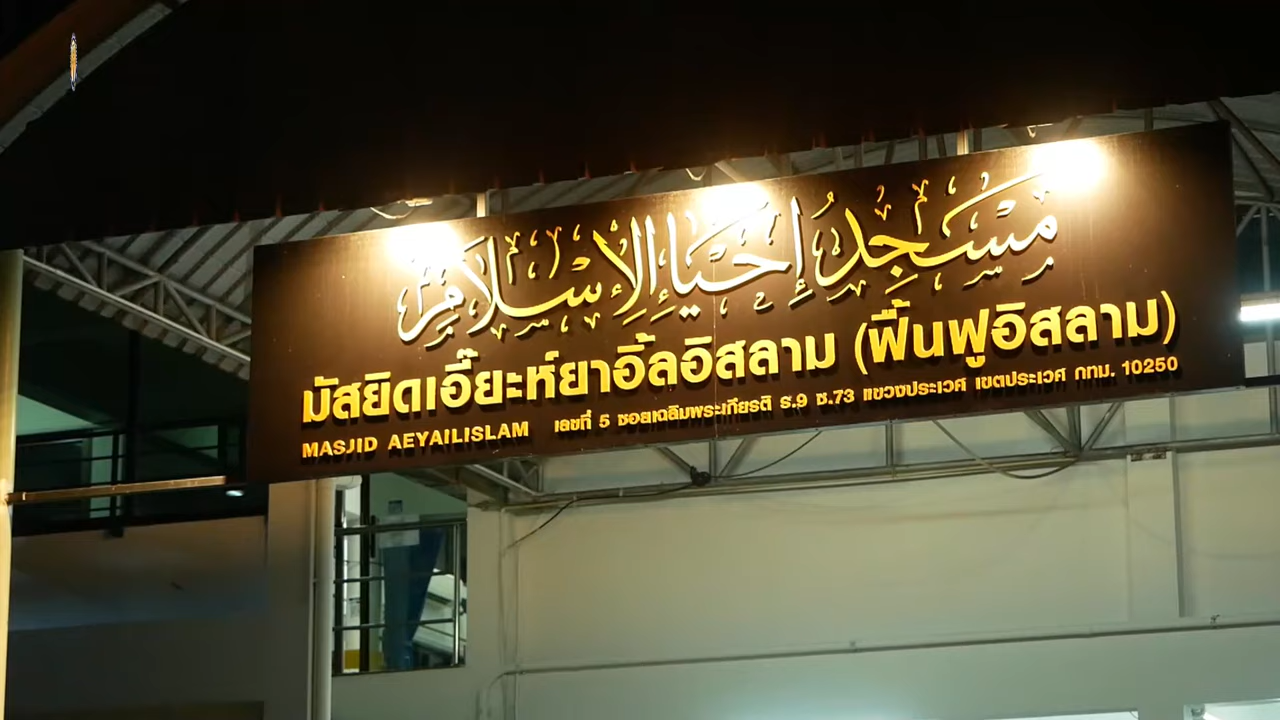 مَسْجِدُ إِحْيَاءِ الْإِسْلَامِ
มัสยิดเอี๊ยะห์ยาอิ้ลอิสลาม (ฟื้นฟูอิสลาม)
MASJID AEYAILISLAM เลขที่ 5 ซอยเฉลิมพระเกียรติ ร.9 ซ.73 แขวงประเวศ เขตประเวศ กทม. 10250